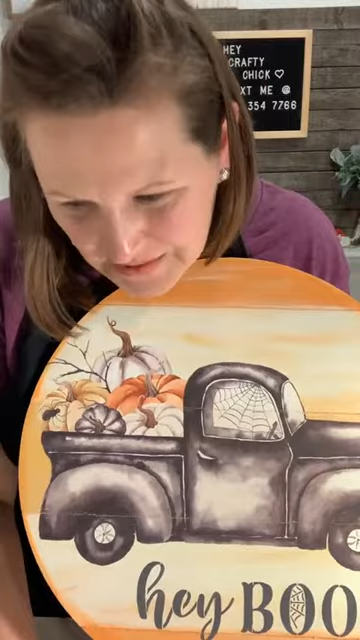 HEY
CRAFTY
CHICK ♡
XT ME @
354 7766
hey BOO